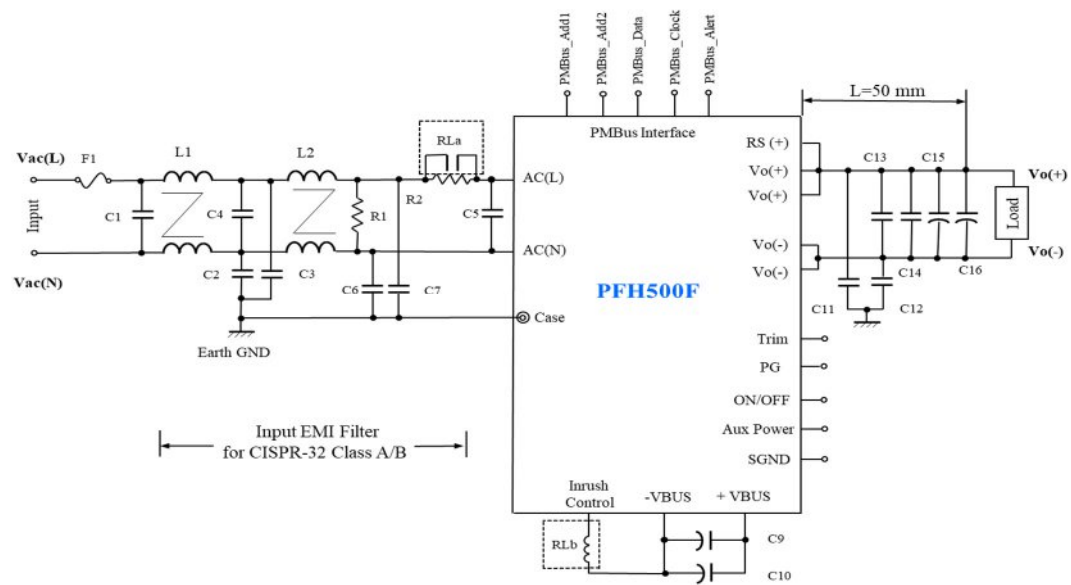 PMBus_Add1
PMBus_Add2
PMBus_Data
PMBus_Clock
PMBus_Alert
L=50 mm
PMBus Interface
RLa
Vac(L)
F1
L1
L2
RS (+)
C13
C15
Vo(+)
Vo(+)
Vo(+)
AC(L)
R2
R1
C5
C1
C4
Input
Load
Vo(-)
Vo(-)
Vo(-)
AC(N)
Vac(N)
C2
C3
C6
C7
C14
C16
PFH500F
C11
C12
Case
Earth GND
Trim
PG
ON/OFF
Aux Power
SGND
Input EMI Filter
for CISPR-32 Class A/B
Inrush
Control
-VBUS
+ VBUS
RLb
C9
C10